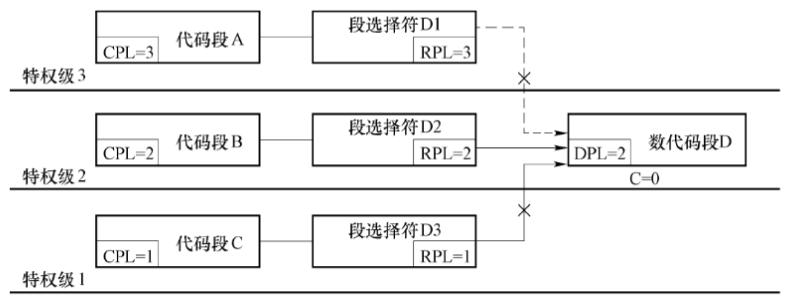 代码段A
CPL=3
段选择符D1
RPL=3
特权级3
代码段B
CPL=2
段选择符D2
RPL=2
数代码段D
DPL=2
C=0
特权级2
代码段C
CPL=1
段选择符D3
RPL=1
特权级1